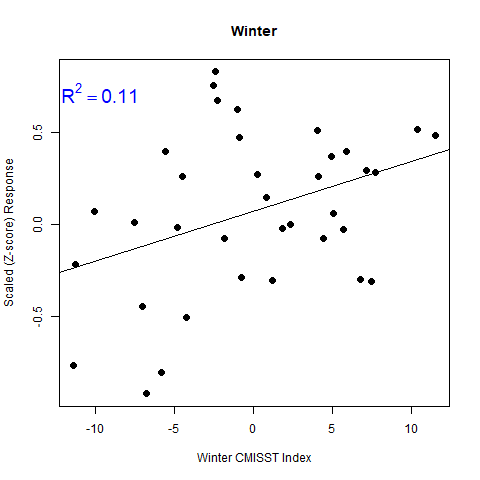 Winter
R² = 0.11
Scaled (Z-score) Response
0.5
0.0
-0.5
-10 -5 0 5 10
Winter CMISST Index